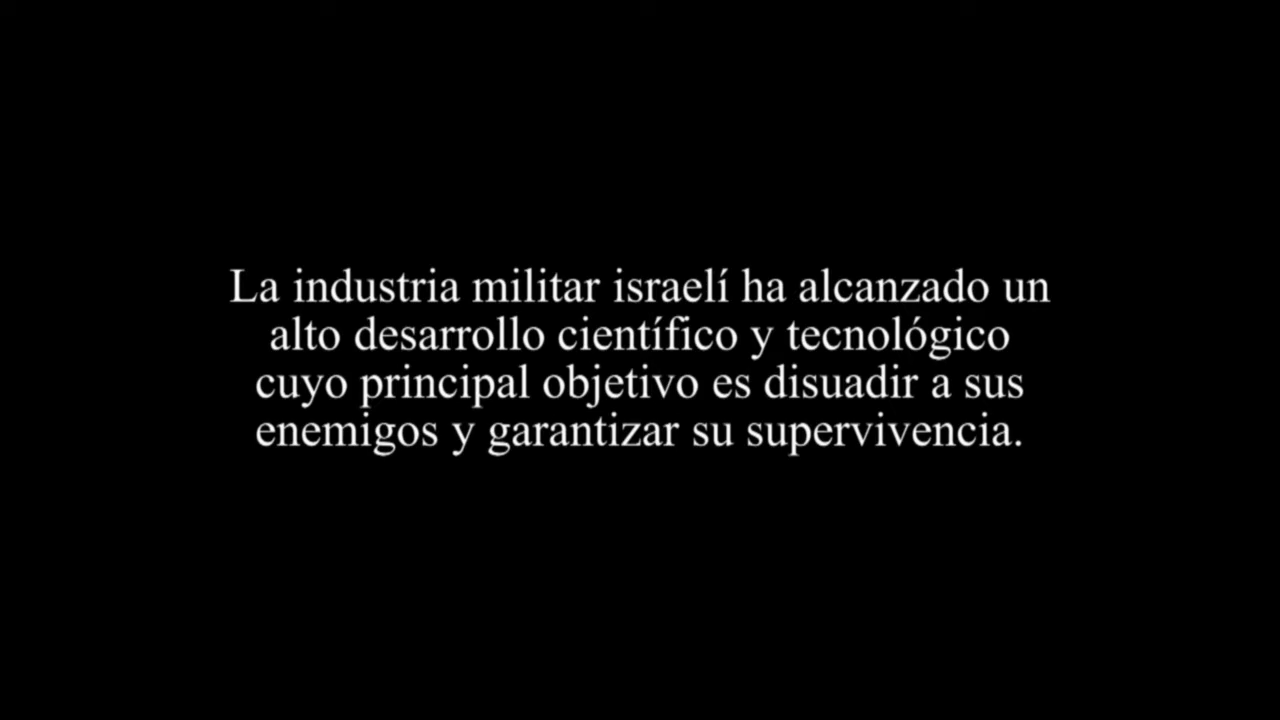 La industria militar israelí ha alcanzado un
alto desarrollo científico y tecnológico
cuyo principal objetivo es disuadir a sus
enemigos y garantizar su supervivencia.